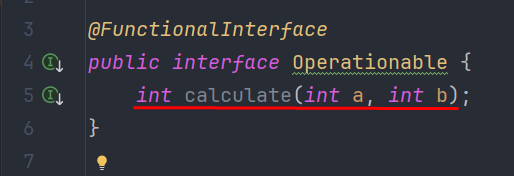 3 @FunctionalInterface
4 public interface Operationable {
5 int calculate(int a, int b);
6 }
7